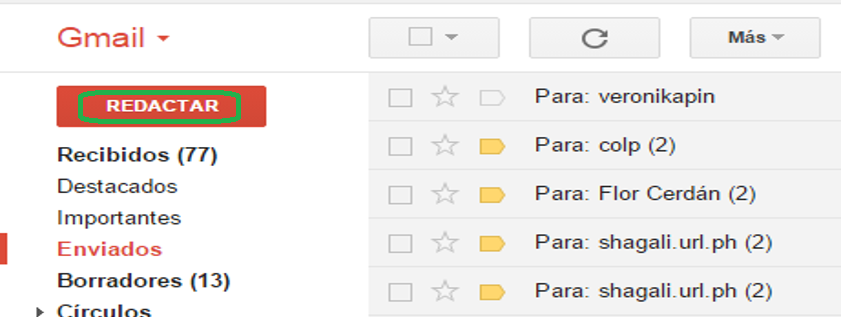 Gmail
Más
REDACTAR
Recibidos (77)
Destacados
Importantes
Enviados
Borradores (13)
Círculos
Para: veronikapin
Para: colp (2)
Para: Flor Cerdán (2)
Para: shagali.url.ph (2)
Para: shagali.url.ph (2)